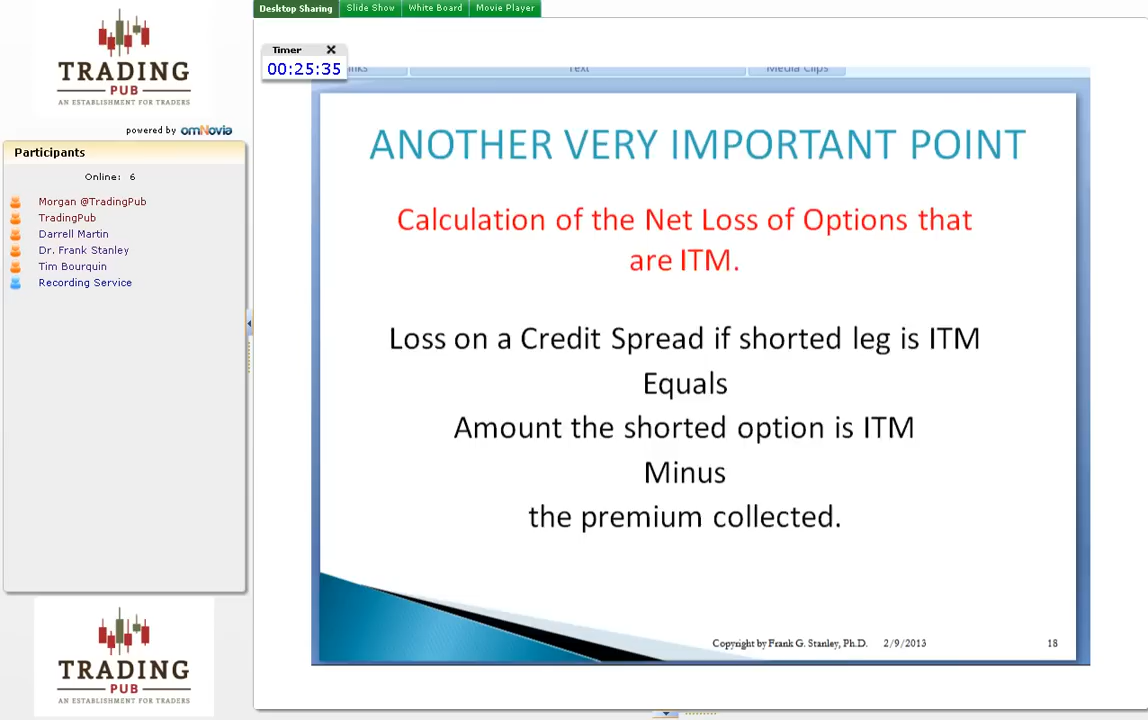 TRADING
PUB
AN ESTABLISHMENT FOR TRADERS
powered by omNovia
Participants
Online: 6
Morgan @TradingPub
TradingPub
Darrell Martin
Dr. Frank Stanley
Tim Bourquin
Recording Service
TRADING
PUB
AN ESTABLISHMENT FOR TRADERS
Desktop Sharing
Slide Show
White Board
Movie Player
Timer
00:25:35
Text
Media Clips
ANOTHER VERY IMPORTANT POINT
Calculation of the Net Loss of Options that
are ITM.
Loss on a Credit Spread if shorted leg is ITM
Equals
Amount the shorted option is ITM
Minus
the premium collected.
Copyright by Frank G. Stanley, Ph.D. 2/9/2013 18